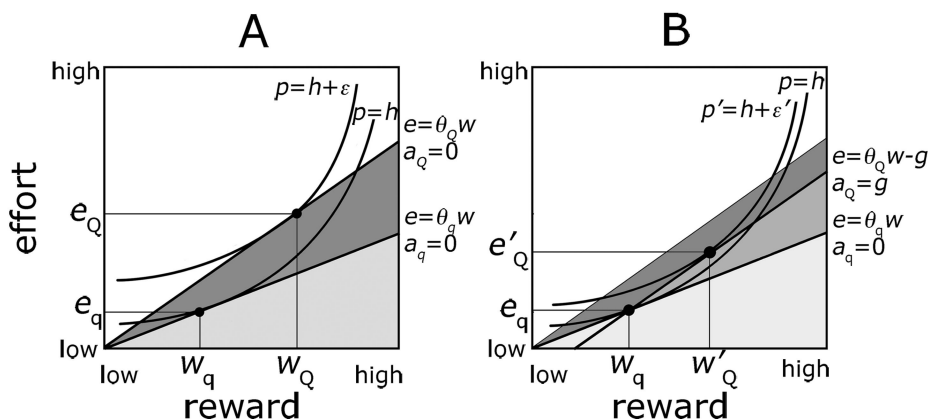 A
B
high
high
p=h+ε
p=h
p=h
p′=h+ε′
e=θQw
aQ=0
e=θQw-g
aQ=g
effort
eQ
e=θqw
aq=0
e=θqw
aq=0
e′Q
eq
eq
low
low
low
wq
wQ
high
low
wq
w′Q
high
reward
reward